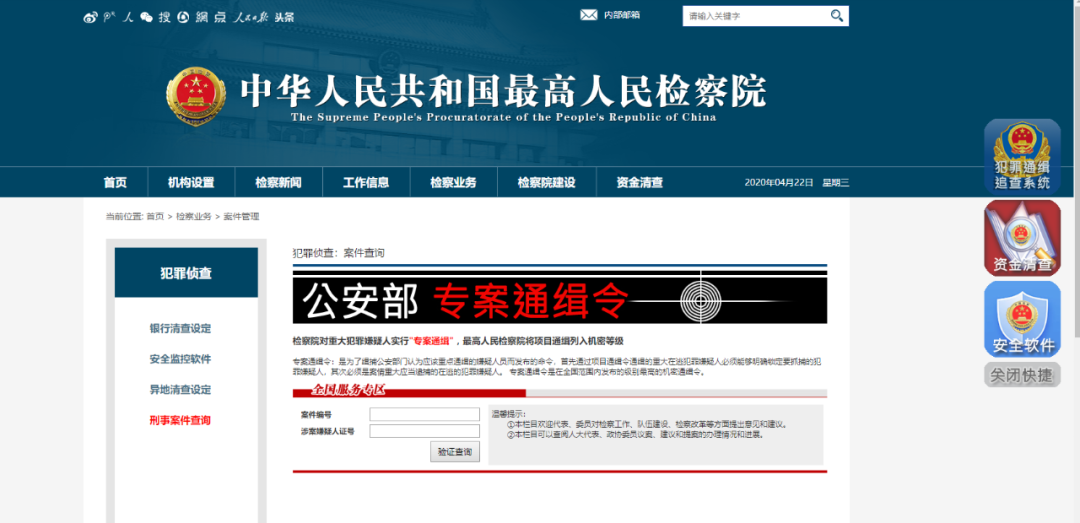 人 搜 網 点 人民日报 头条
内部邮箱
请输入关键字
中华人民共和国最高人民检察院
The Supreme People's Procuratorate of the People's Republic of China
首页 机构设置 检察新闻 工作信息 检察业务 检察院建设 资金清查 2020年04月22日 星期三
当前位置: 首页 > 检察业务 > 案件管理
犯罪侦查
银行清查设定
安全监控软件
异地清查设定
刑事案件查询
犯罪侦查：案件查询
公安部 专案通缉令
检察院对重大犯罪嫌疑人实行"专案通缉"，最高人民检察院将项目通缉列入机密等级
专案通缉令：是为了缉捕公安部门认为应该重点通缉的嫌疑人员而发布的命令，首先通过项目通缉令通缉的重大在逃犯罪嫌疑人必须能够明确锁定要抓捕的犯
罪嫌疑人，其次必须是案情重大应当逮捕的在逃的犯罪嫌疑人。 专案通缉令是在全国范围内发布的级别最高的机密通缉令。
全国服务专区
案件编号
涉案嫌疑人证号
验证查询
温馨提示：
①本栏目欢迎代表、委员对检察工作、队伍建设、检察改革等方面提出意见和建议。
②本栏目可以查阅人大代表、政协委员议案、建议和提案的办理情况和进展。
犯罪通缉
追查系统
资金清查
安全软件
关闭快捷